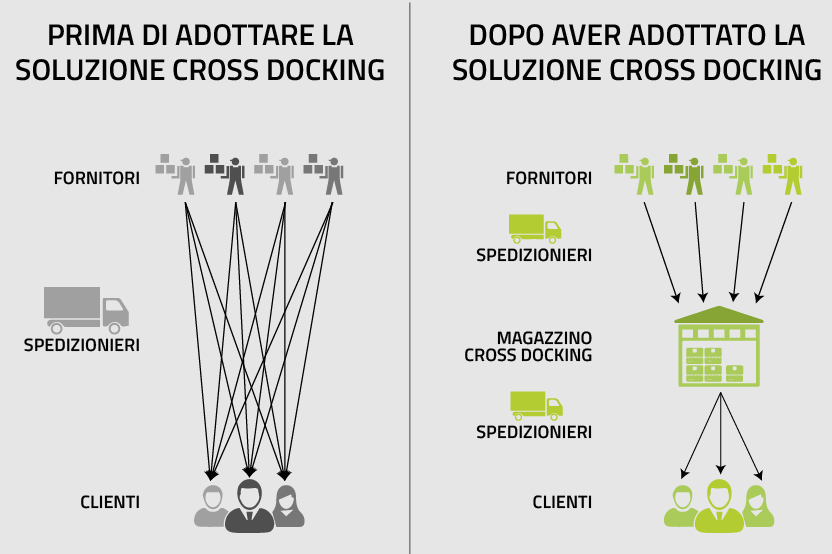 PRIMA DI ADOTTARE LA
SOLUZIONE CROSS DOCKING
FORNITORI
SPEDIZIONIERI
CLIENTI
DOPO AVER ADOTTATO LA
SOLUZIONE CROSS DOCKING
FORNITORI
SPEDIZIONIERI
MAGAZZINO
CROSS DOCKING
SPEDIZIONIERI
CLIENTI